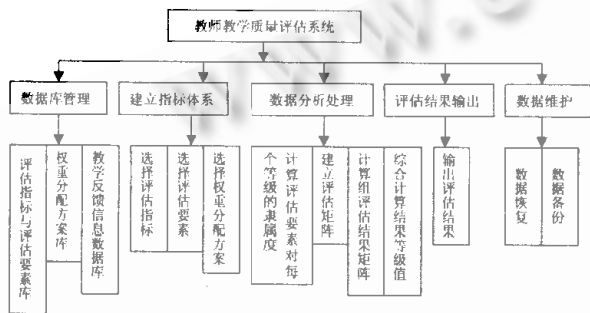 教师教学质量评估系统
数据库管理
建立指标体系
数据分析处理
评估结果输出
数据维护
评估指标与评估要素库
权重分配方案库
教学反馈信息数据库
选择评估指标
选择评估要素
选择权重分配方案
计算评估要素对每
个等级的隶属度
建立评估矩阵
计算组评估结果矩阵
综合计算结果等级值
输出评估结果
数据恢复
数据备份